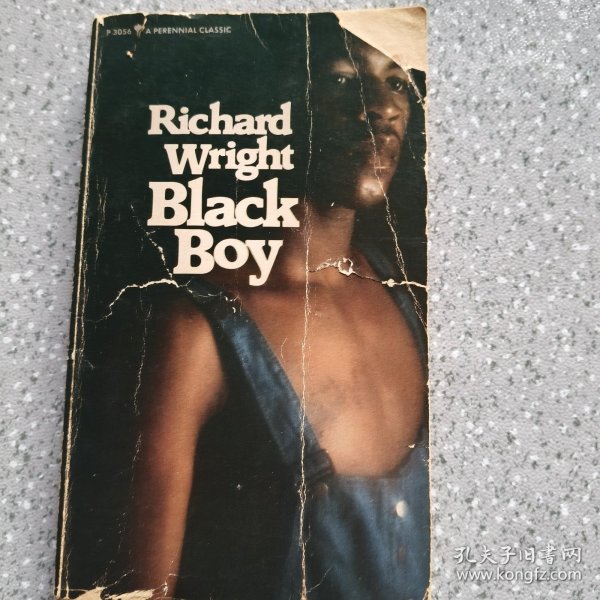 P 3056 A PERENNIAL CLASSIC
Richard
Wright
Black
Boy
孔夫子旧书网
www.kongfz.com